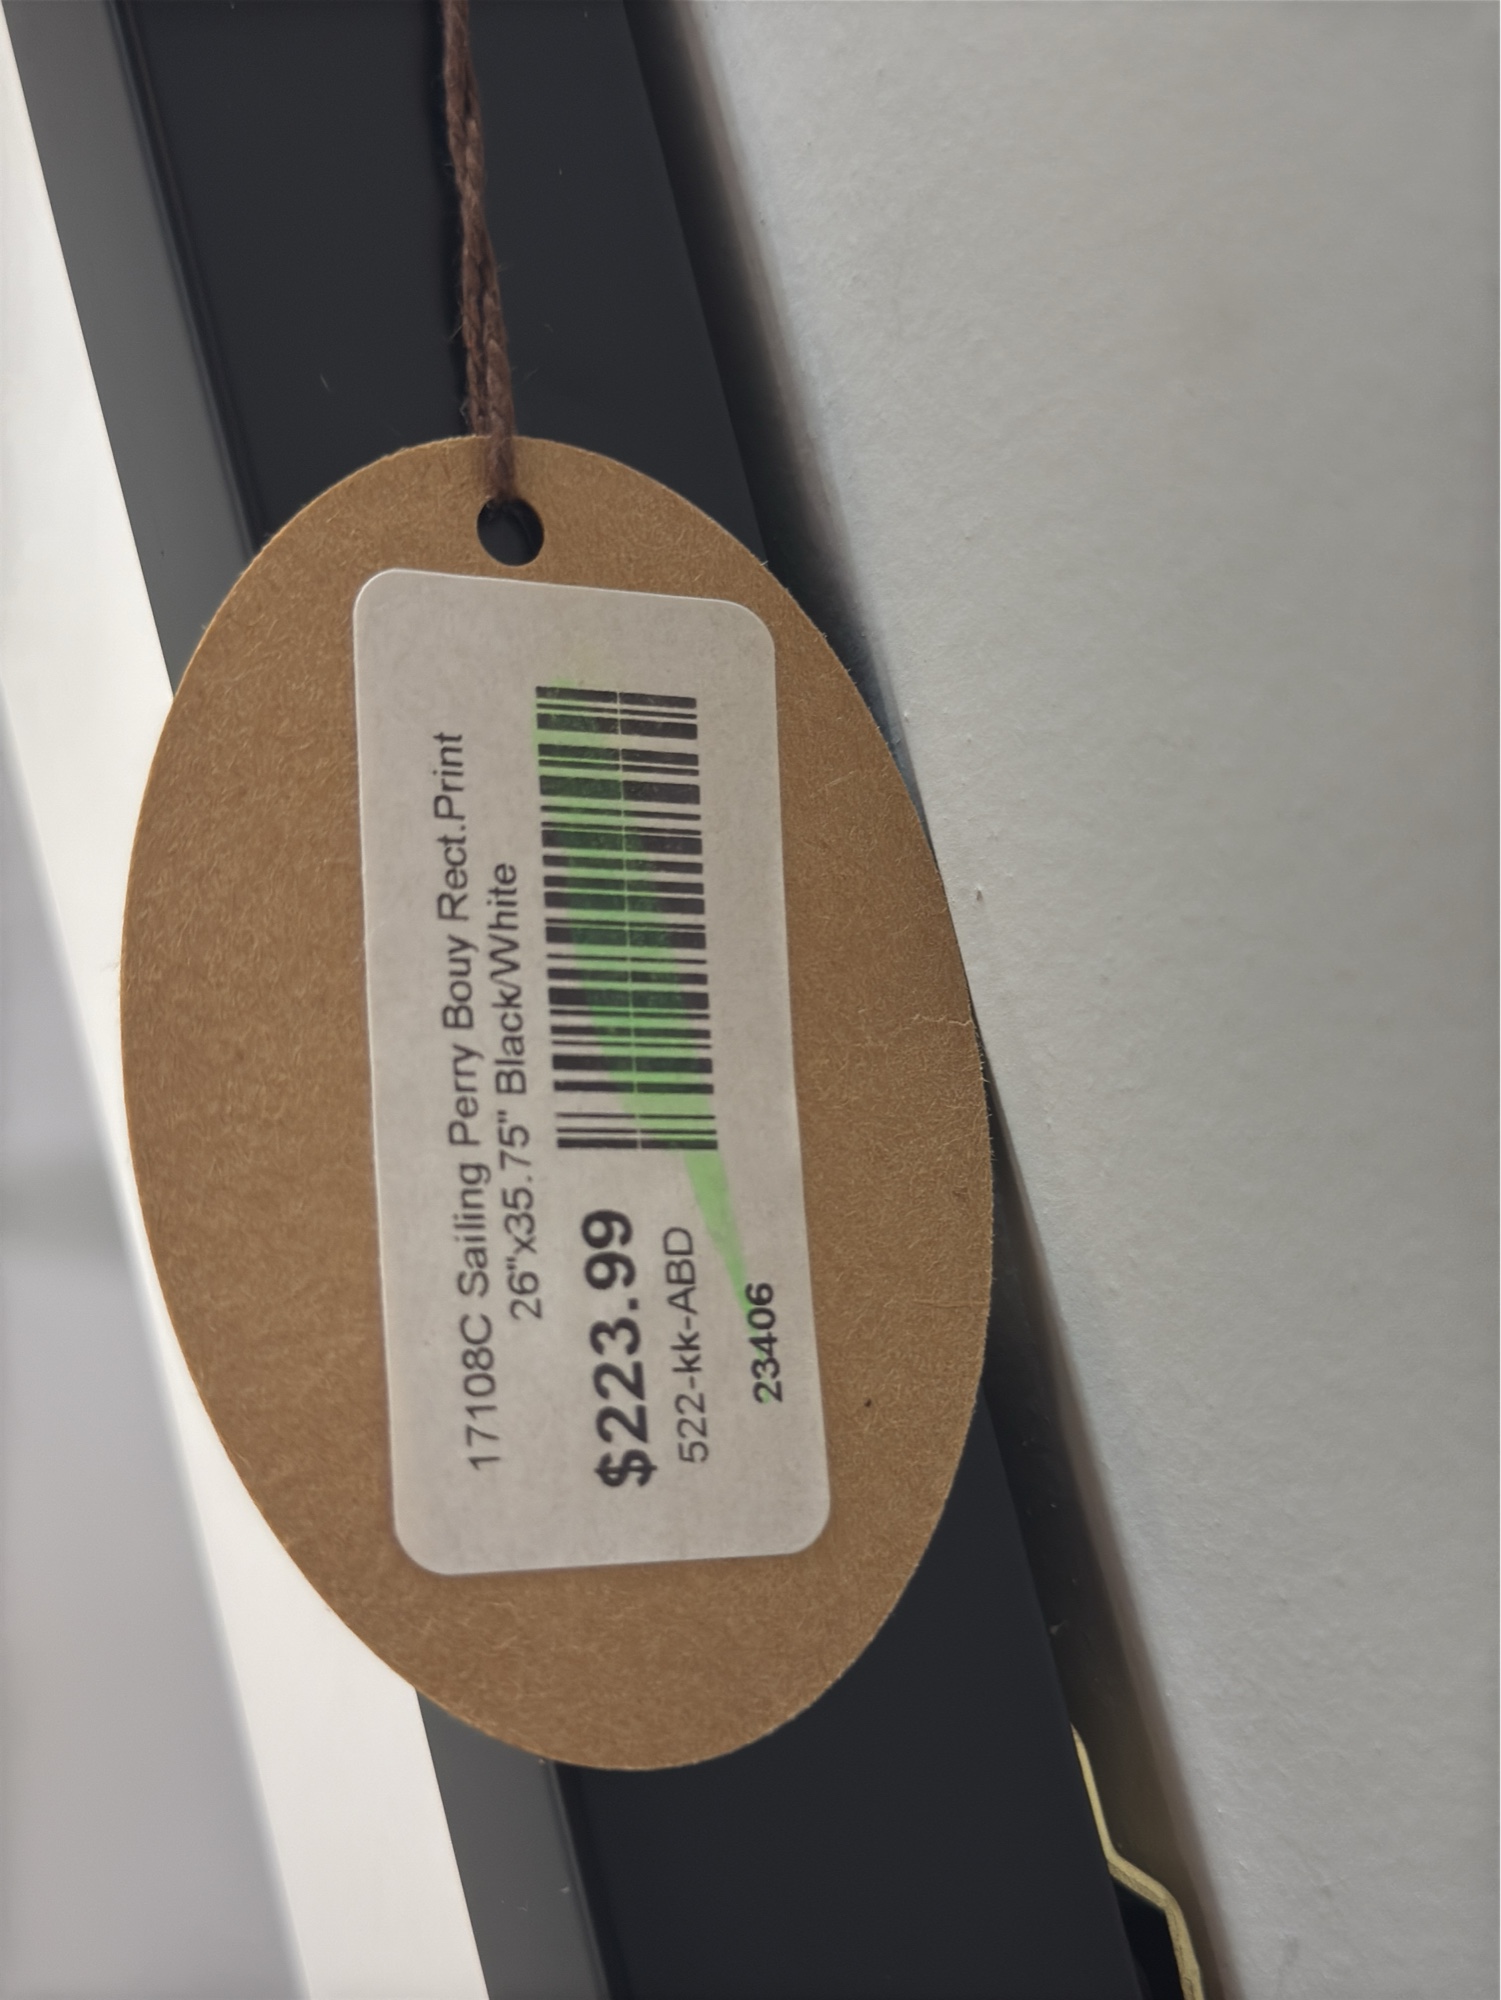 17108C Sailing Perry Bouy Rect.Print
26"x35.75" Black/White
$223.99
522-kk-ABD
23406